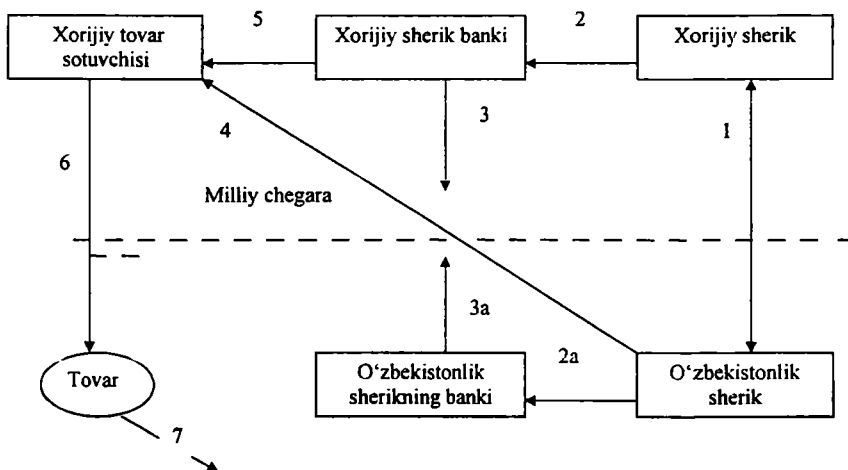 Xorijiy tovar
sotuvchisi
5
Xorijiy sherik banki
2
Xorijiy sherik
6
4
3
1
Milliy chegara
3a
2a
Tovar
O‘zbekistonlik
sherikning banki
O‘zbekistonlik
sherik
7